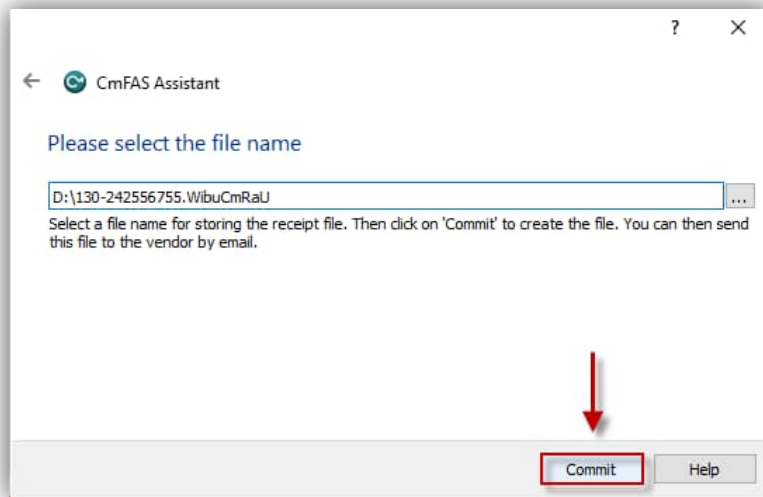 ?
CmFAS Assistant
Please select the file name
D:\130-242556755.WibuCmRaU
...
Select a file name for storing the receipt file. Then click on 'Commit' to create the file. You can then send
this file to the vendor by email.
Commit
Help